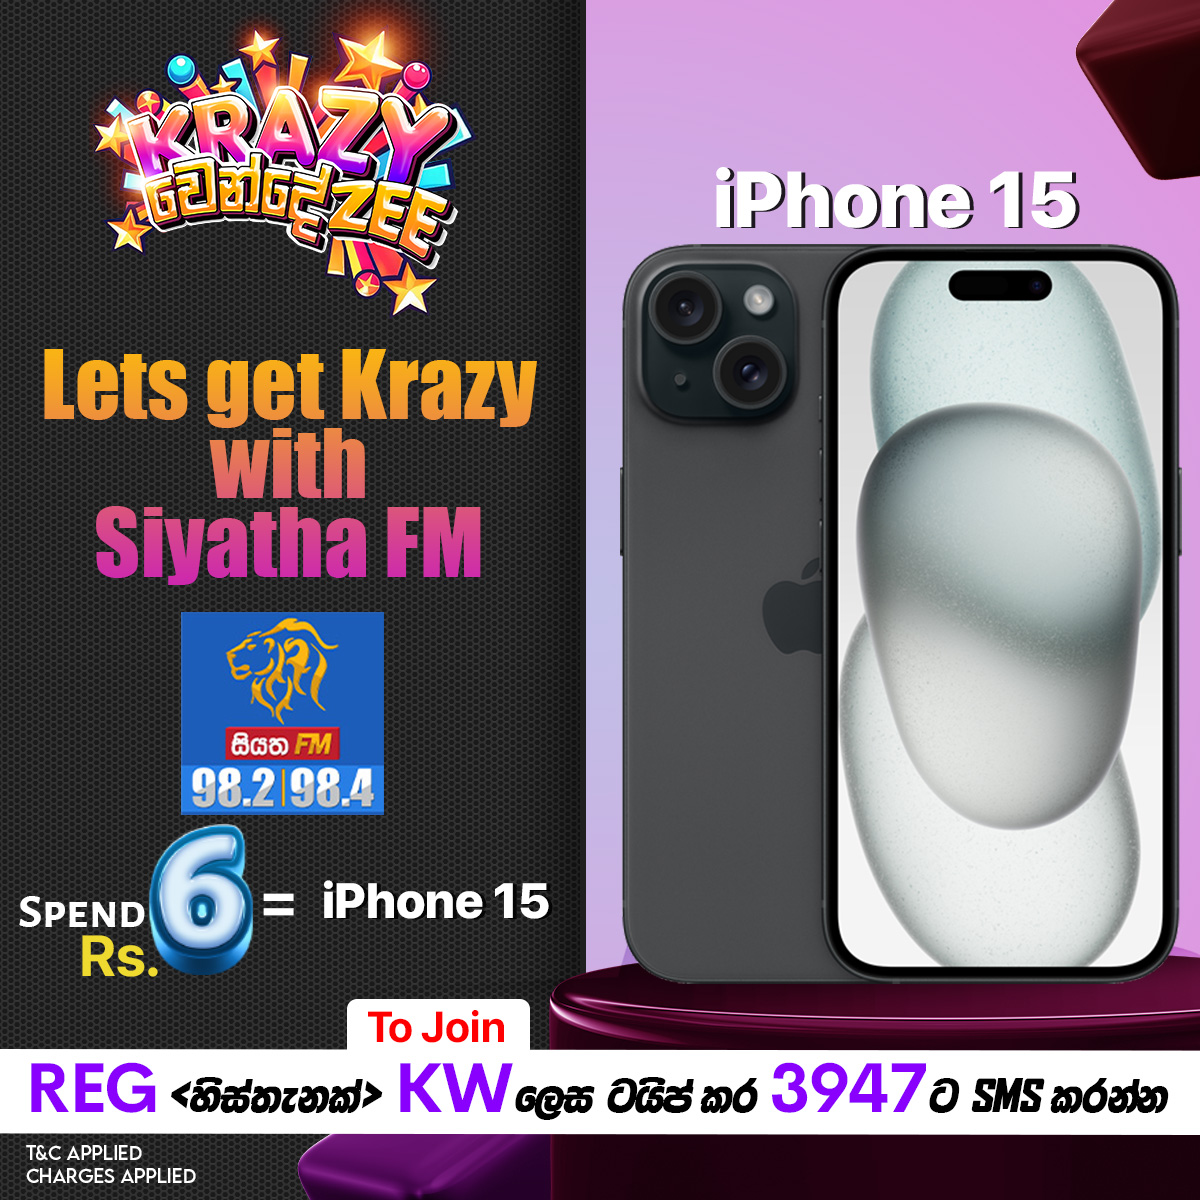 KRAZY
වෙන්දේZEE
Lets get Krazy
with
Siyatha FM
සියත FM
98.2|98.4
SPEND
Rs.6 = iPhone 15
iPhone 15
To Join
REG <හිස්තැනක්> KW ලෙස ටයිප් කර 3947 ට SMS කරන්න
T&C APPLIED
CHARGES APPLIED